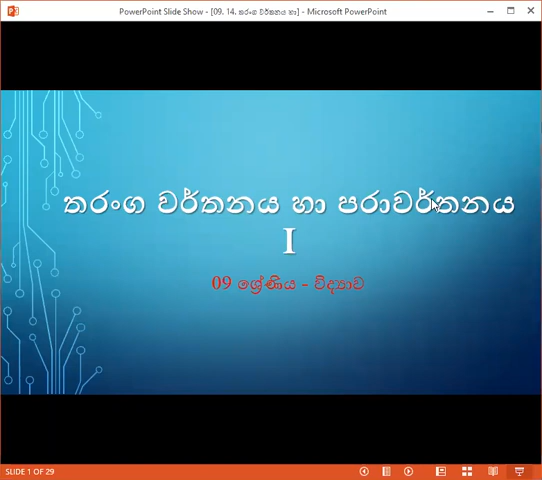 PowerPoint Slide Show - [09. 14. තරංග වර්තනය හා] - Microsoft PowerPoint
තරංග වර්තනය හා පරාවර්තනය
I
09 ශ්‍රේණිය - විද්‍යාව
SLIDE 1 OF 29